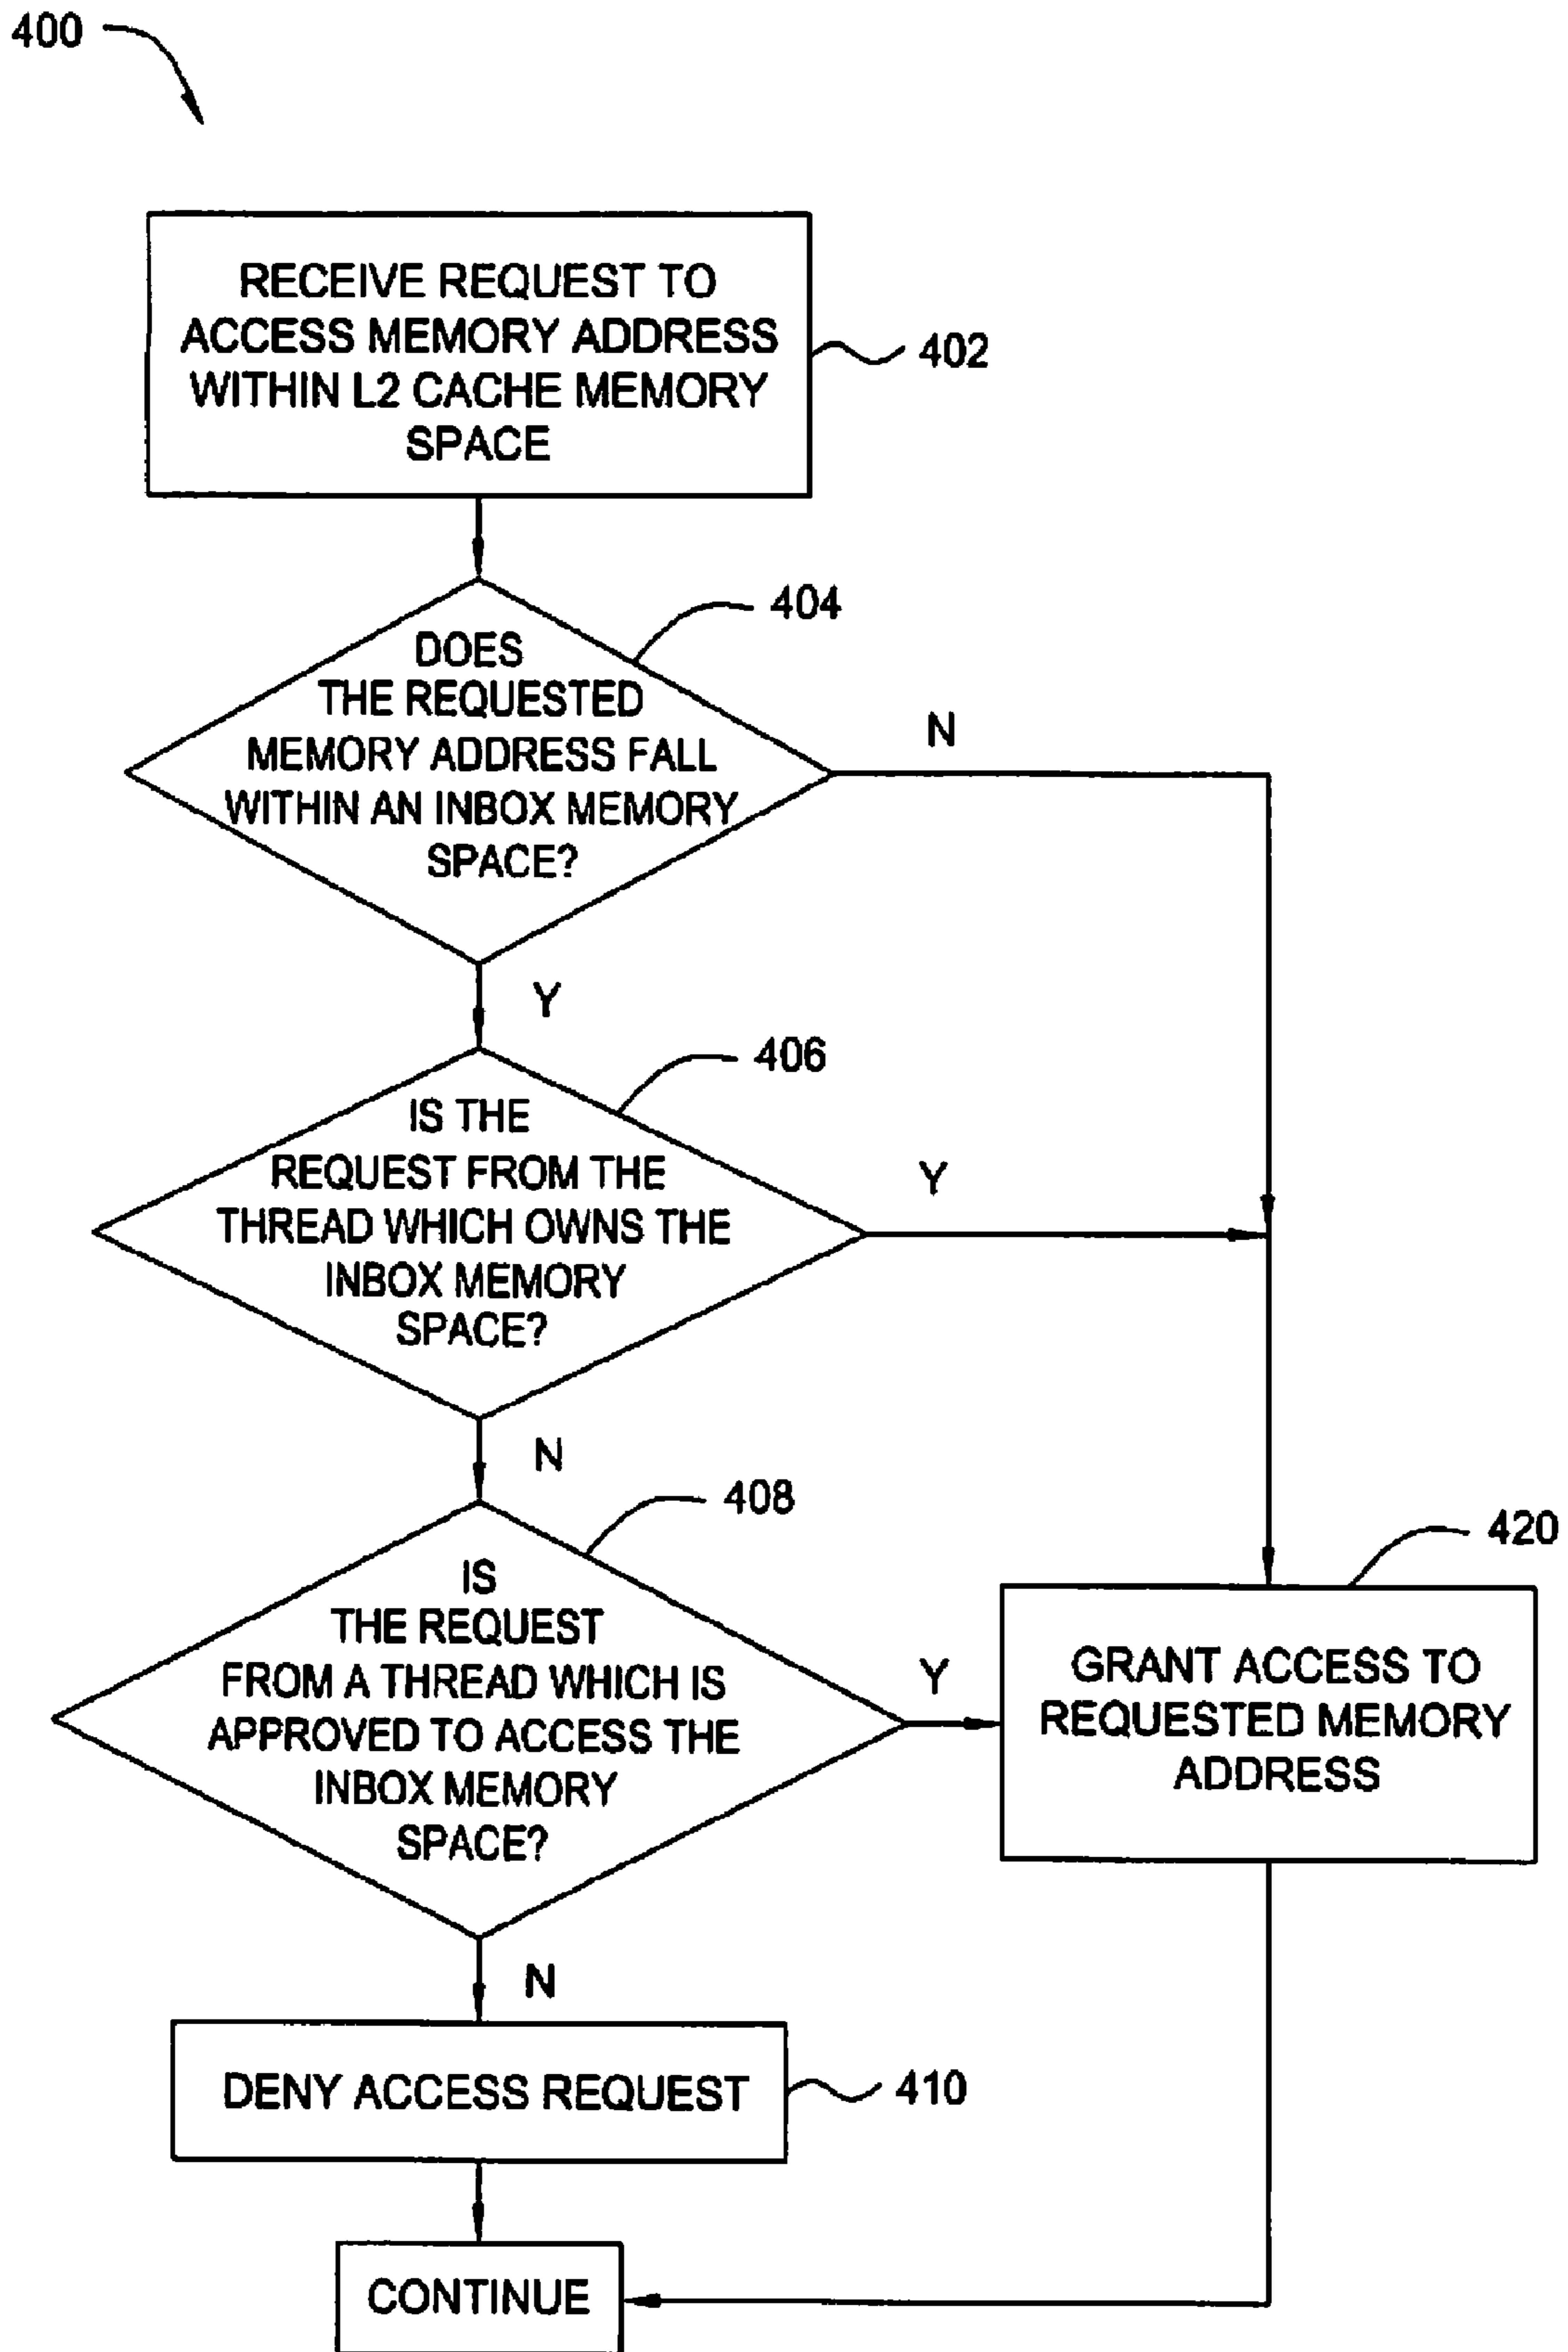 400
RECEIVE REQUEST TO
ACCESS MEMORY ADDRESS
WITHIN L2 CACHE MEMORY
SPACE
402
404
DOES
THE REQUESTED
MEMORY ADDRESS FALL
WITHIN AN INBOX MEMORY
SPACE?
N
Y
406
IS THE
REQUEST FROM THE
THREAD WHICH OWNS THE
INBOX MEMORY
SPACE?
Y
N
408
IS
THE REQUEST
FROM A THREAD WHICH IS
APPROVED TO ACCESS THE
INBOX MEMORY
SPACE?
Y
420
GRANT ACCESS TO
REQUESTED MEMORY
ADDRESS
N
DENY ACCESS REQUEST
410
CONTINUE